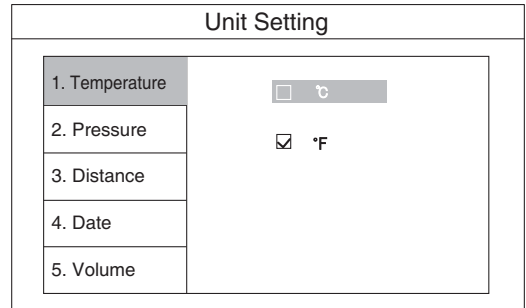 Unit Setting
1. Temperature
℃
2. Pressure
°F
3. Distance
4. Date
5. Volume